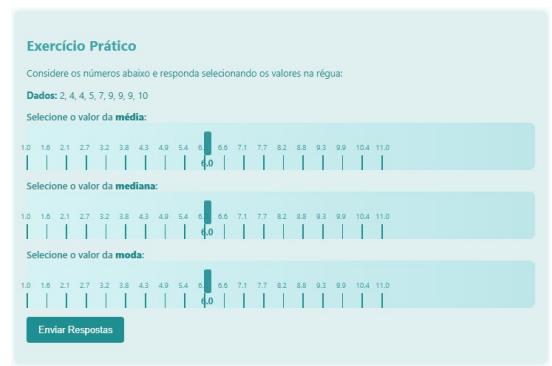 Exercício Prático
Considere os números abaixo e responda selecionando os valores na régua:
Dados: 2, 4, 4, 5, 7, 9, 9, 9, 10
Selecione o valor da média:
1.0 1.6 2.1 2.7 3.2 3.8 4.3 4.9 5.4 6. 6.6 7.1 7.7 8.2 8.8 9.3 9.9 10.4 11.0
6.0
Selecione o valor da mediana:
1.0 1.6 2.1 2.7 3.2 3.8 4.3 4.9 5.4 6. 6.6 7.1 7.7 8.2 8.8 9.3 9.9 10.4 11.0
6.0
Selecione o valor da moda:
1.0 1.6 2.1 2.7 3.2 3.8 4.3 4.9 5.4 6. 6.6 7.1 7.7 8.2 8.8 9.3 9.9 10.4 11.0
6.0
Enviar Respostas